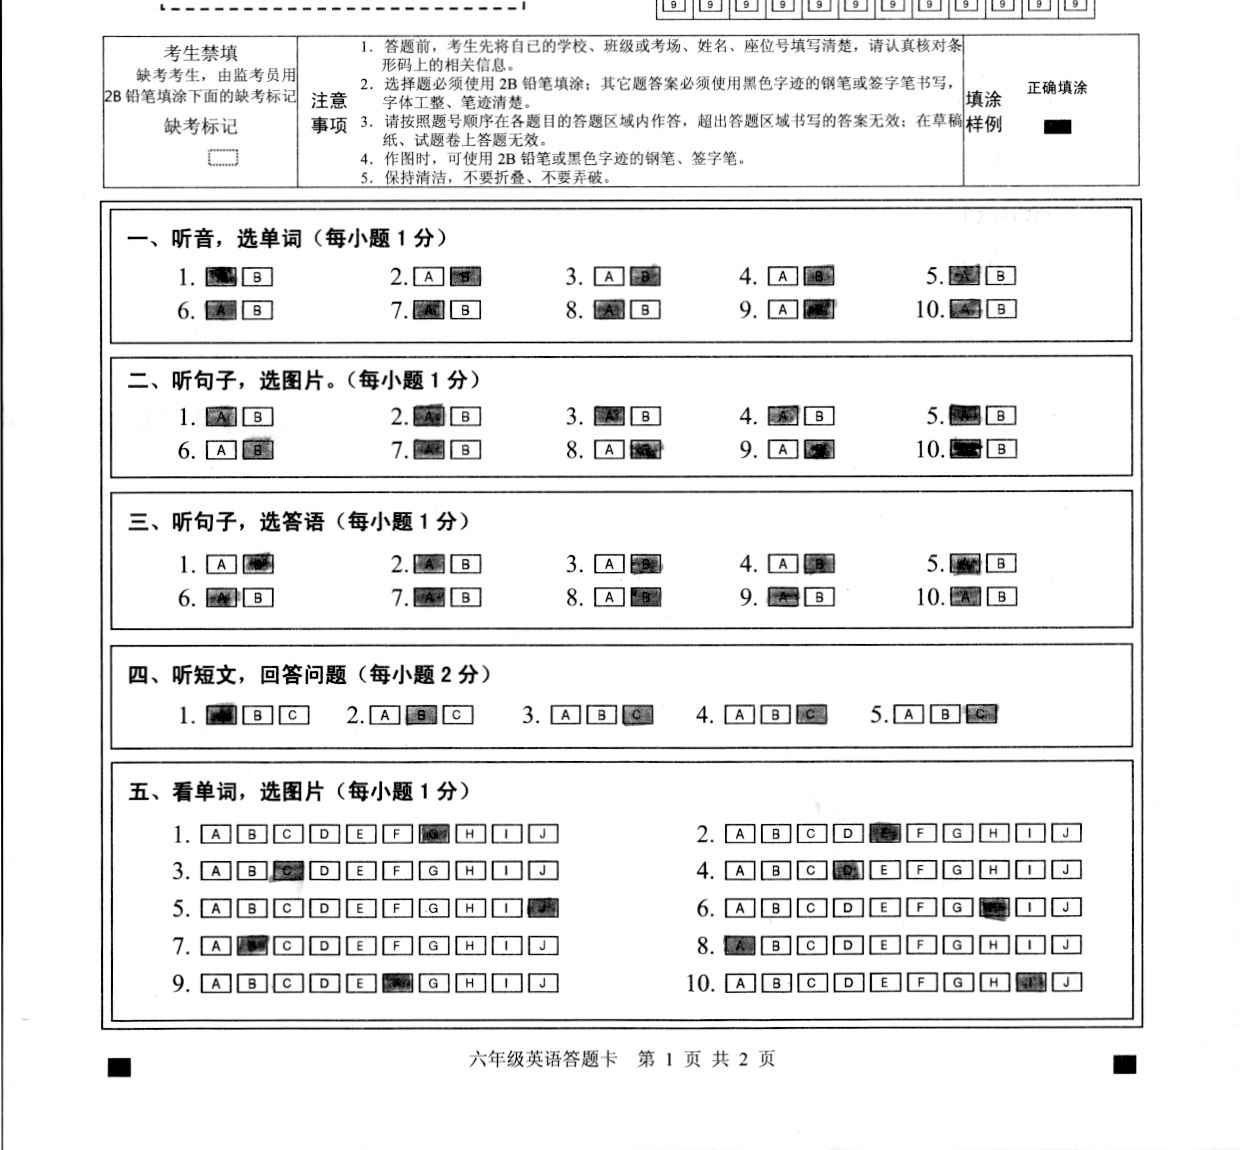 9 9 9 9 9 9 9 9 9 9 9 9
考生禁填
缺考考生，由监考员用
2B 铅笔填涂下面的缺考标记
缺考标记
注意
事项
1．答题前，考生先将自己的学校、班级或考场、姓名、座位号填写清楚，请认真核对条
形码上的相关信息。
2．选择题必须使用 2B 铅笔填涂；其它题答案必须使用黑色字迹的钢笔或签字笔书写，
字体工整、笔迹清楚。
3．请按照题号顺序在各题目的答题区域内作答，超出答题区域书写的答案无效；在草稿
纸、试题卷上答题无效。
4．作图时，可使用 2B 铅笔或黑色字迹的钢笔、签字笔。
5．保持清洁，不要折叠、不要弄破。
填涂
样例
正确填涂
一、听音，选单词（每小题 1 分）
1. B 2. A B 3. A B 4. A B 5. A B
6. A B 7. A B 8. A B 9. A 10. A B
二、听句子，选图片。（每小题 1 分）
1. A B 2. A B 3. A B 4. A B 5. A B
6. A B 7. A B 8. A B 9. A B 10. B
三、听句子，选答语（每小题 1 分）
1. A B 2. A B 3. A B 4. A B 5. B
6. A B 7. A B 8. A B 9. A B 10. A B
四、听短文，回答问题（每小题 2 分）
1. B C 2. A B C 3. A B C 4. A B C 5. A B C
五、看单词，选图片（每小题 1 分）
1. A B C D E F G H I J 2. A B C D E F G H I J
3. A B C D E F G H I J 4. A B C D E F G H I J
5. A B C D E F G H I J 6. A B C D E F G I J
7. A B C D E F G H I J 8. A B C D E F G H I J
9. A B C D E G H I J 10. A B C D E F G H I J
六年级英语答题卡 第 1 页 共 2 页